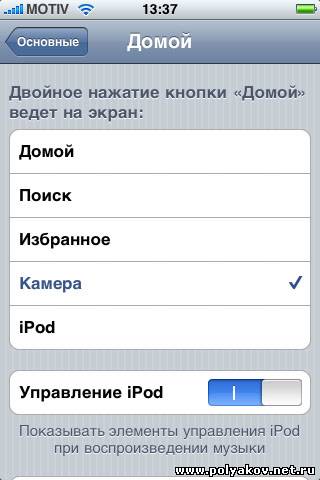 MOTIV 13:37
Основные Домой
Двойное нажатие кнопки «Домой»
ведет на экран:
Домой
Поиск
Избранное
Камера
iPod
Управление iPod
Показывать элементы управления iPod
при воспроизведении музыки
www.polyakov.net.ru